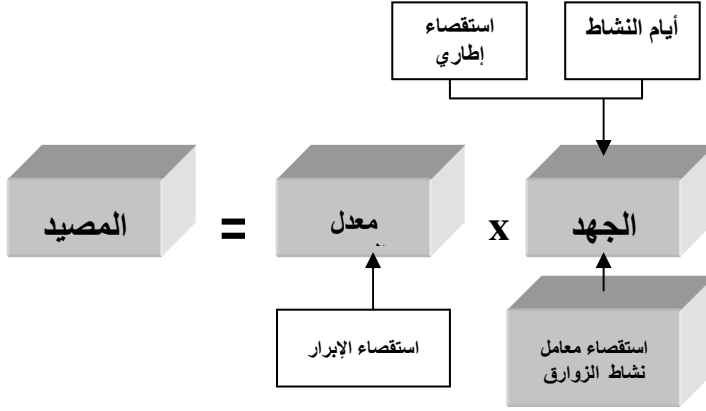 أيام النشاط
استقصاء
إطاري
الجهد
x
معدل
=
المصيد
استقصاء الإبرار
استقصاء معامل
نشاط الزوارق